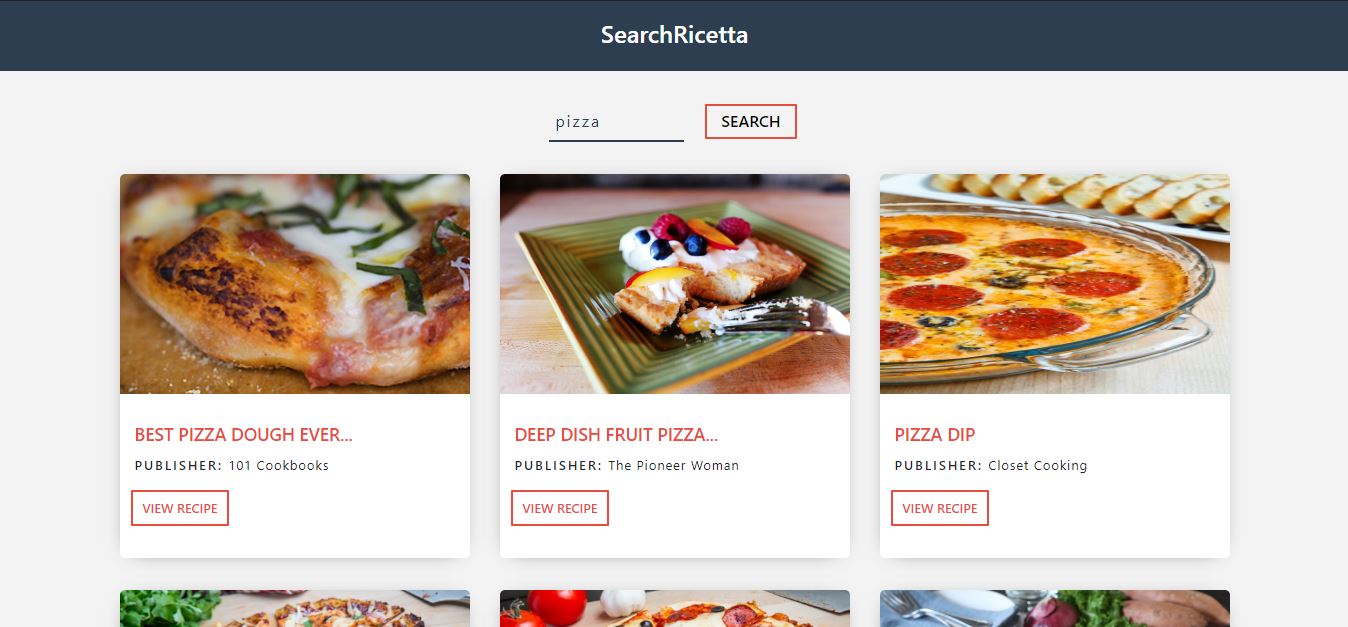 SearchRicetta
pizza
SEARCH
BEST PIZZA DOUGH EVER...
PUBLISHER: 101 Cookbooks
VIEW RECIPE
DEEP DISH FRUIT PIZZA...
PUBLISHER: The Pioneer Woman
VIEW RECIPE
PIZZA DIP
PUBLISHER: Closet Cooking
VIEW RECIPE